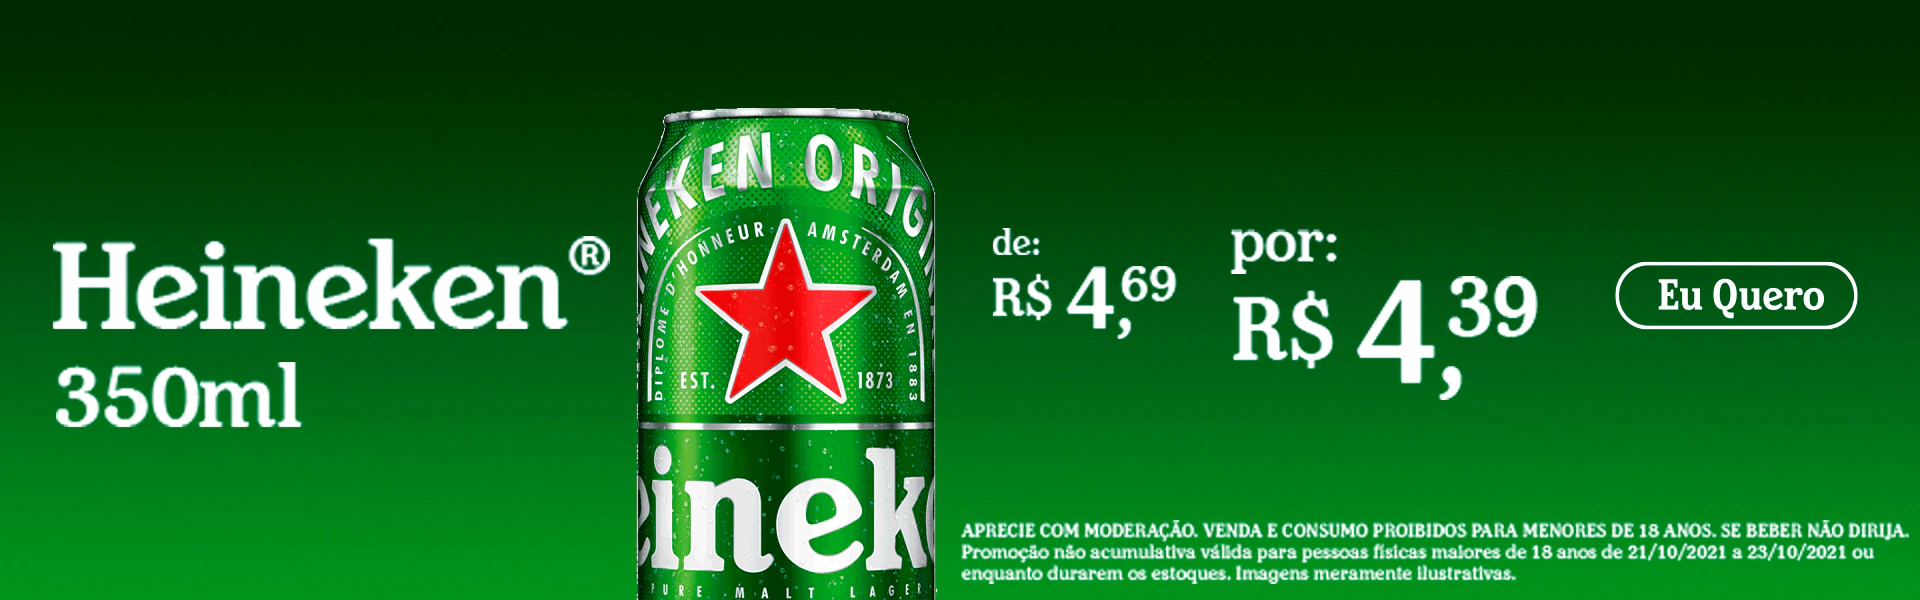 Heineken®
350ml
HEINEKEN ORIGIN
DIPLOME D'HONNEUR AMSTERDAM EN 1883
EST. 1873
eineke
PURE MALT LAGER
de:
R$ 4,69
por:
R$ 4,39
Eu Quero
APRECIE COM MODERAÇÃO. VENDA E CONSUMO PROIBIDOS PARA MENORES DE 18 ANOS. SE BEBER NÃO DIRIJA.
Promoção não acumulativa válida para pessoas físicas maiores de 18 anos de 21/10/2021 a 23/10/2021 ou
enquanto durarem os estoques. Imagens meramente ilustrativas.